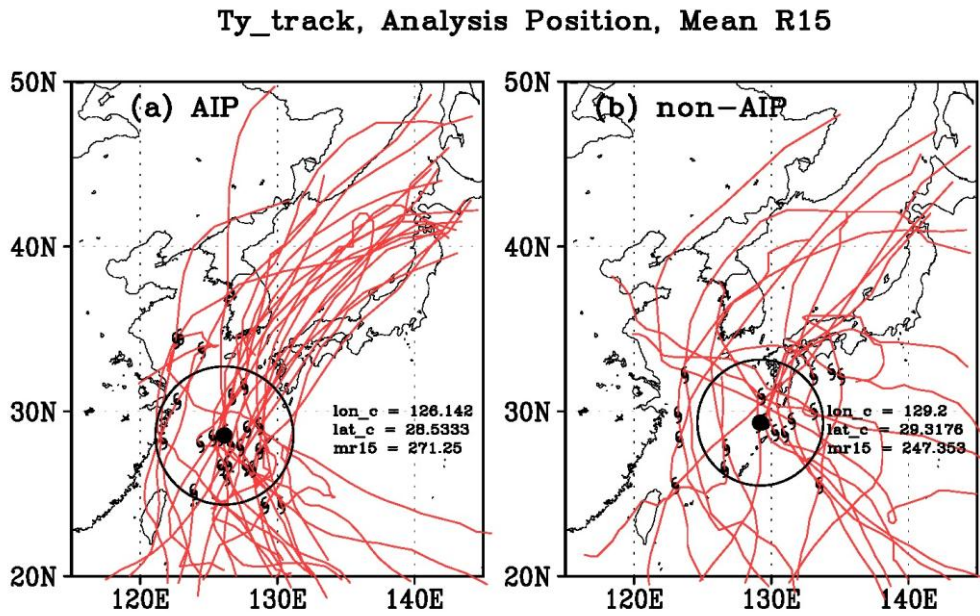 Ty_track, Analysis Position, Mean R15
(a) AIP
50N
40N
30N
20N
120E
130E
140E
lon_c = 126.142
lat_c = 28.5333
mr15 = 271.25
(b) non-AIP
50N
40N
30N
20N
120E
130E
140E
lon_c = 129.2
lat_c = 29.3176
mr15 = 247.353